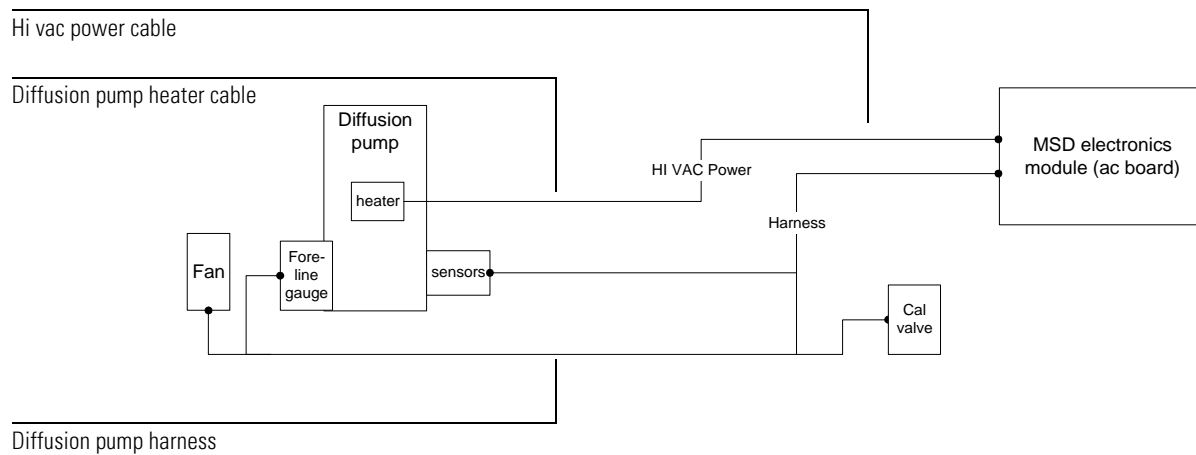 Hi vac power cable
Diffusion pump heater cable
Diffusion
pump
MSD electronics
module (ac board)
HI VAC Power
heater
Harness
Fan
Fore-
line
gauge
sensors
Cal
valve
Diffusion pump harness